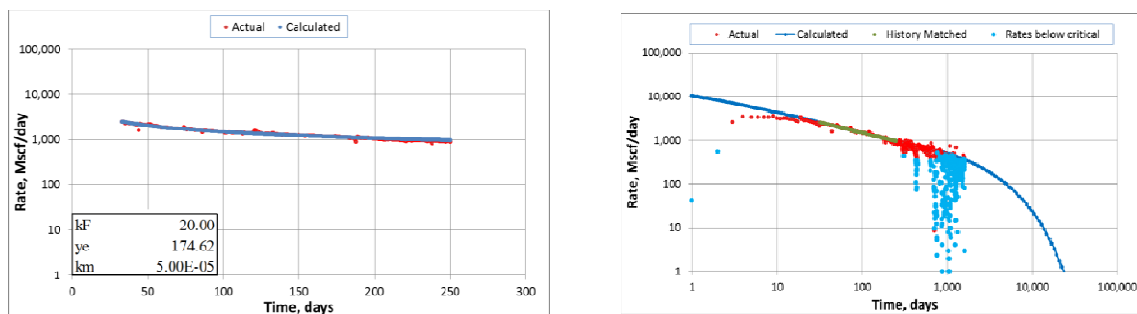 Actual Calculated
100,000
10,000
1,000
100
10
1
Rate, Mscf/day
kF 20.00
ye 174.62
km 5.00E-05
0 50 100 150 200 250 300
Time, days
Actual Calculated History Matched Rates below critical
100,000
10,000
1,000
100
10
1
Rate, Mscf/day
1 10 100 1,000 10,000 100,000
Time, days